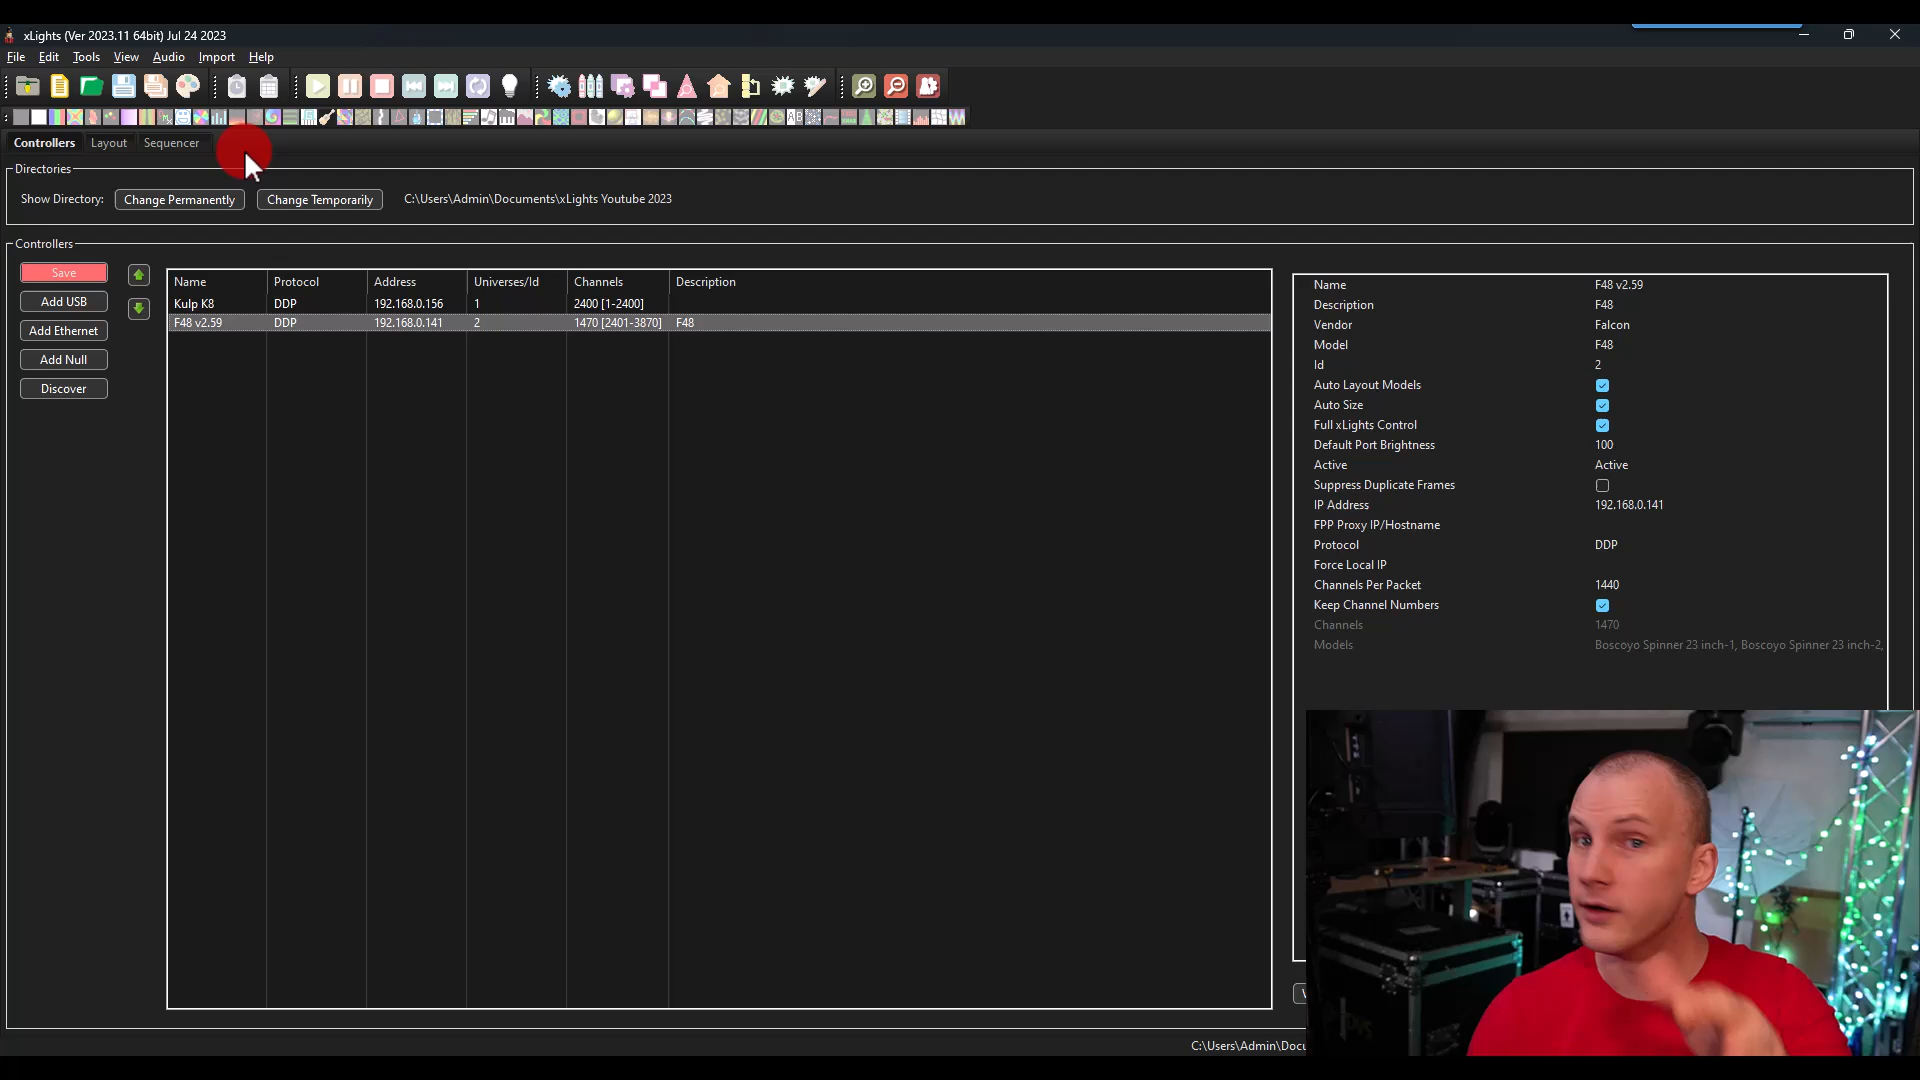 xLights (Ver 2023.11 64bit) Jul 24 2023
File Edit Tools View Audio Import Help
Controllers Layout Sequencer
Directories
Show Directory: Change Permanently Change Temporarily C:\Users\Admin\Documents\xLights Youtube 2023
Controllers
Save
Add USB
Add Ethernet
Add Null
Discover
Name Protocol Address Universes/Id Channels Description
Kulp K8 DDP 192.168.0.156 1 2400 [1-2400]
F48 v2.59 DDP 192.168.0.141 2 1470 [2401-3870] F48
Name F48 v2.59
Description F48
Vendor Falcon
Model F48
Id 2
Auto Layout Models
Auto Size
Full xLights Control
Default Port Brightness 100
Active Active
Suppress Duplicate Frames
IP Address 192.168.0.141
FPP Proxy IP/Hostname
Protocol DDP
Force Local IP
Channels Per Packet 1440
Keep Channel Numbers
Channels 1470
Models Boscoyo Spinner 23 inch-1, Boscoyo Spinner 23 inch-2,
C:\Users\Admin\Docu